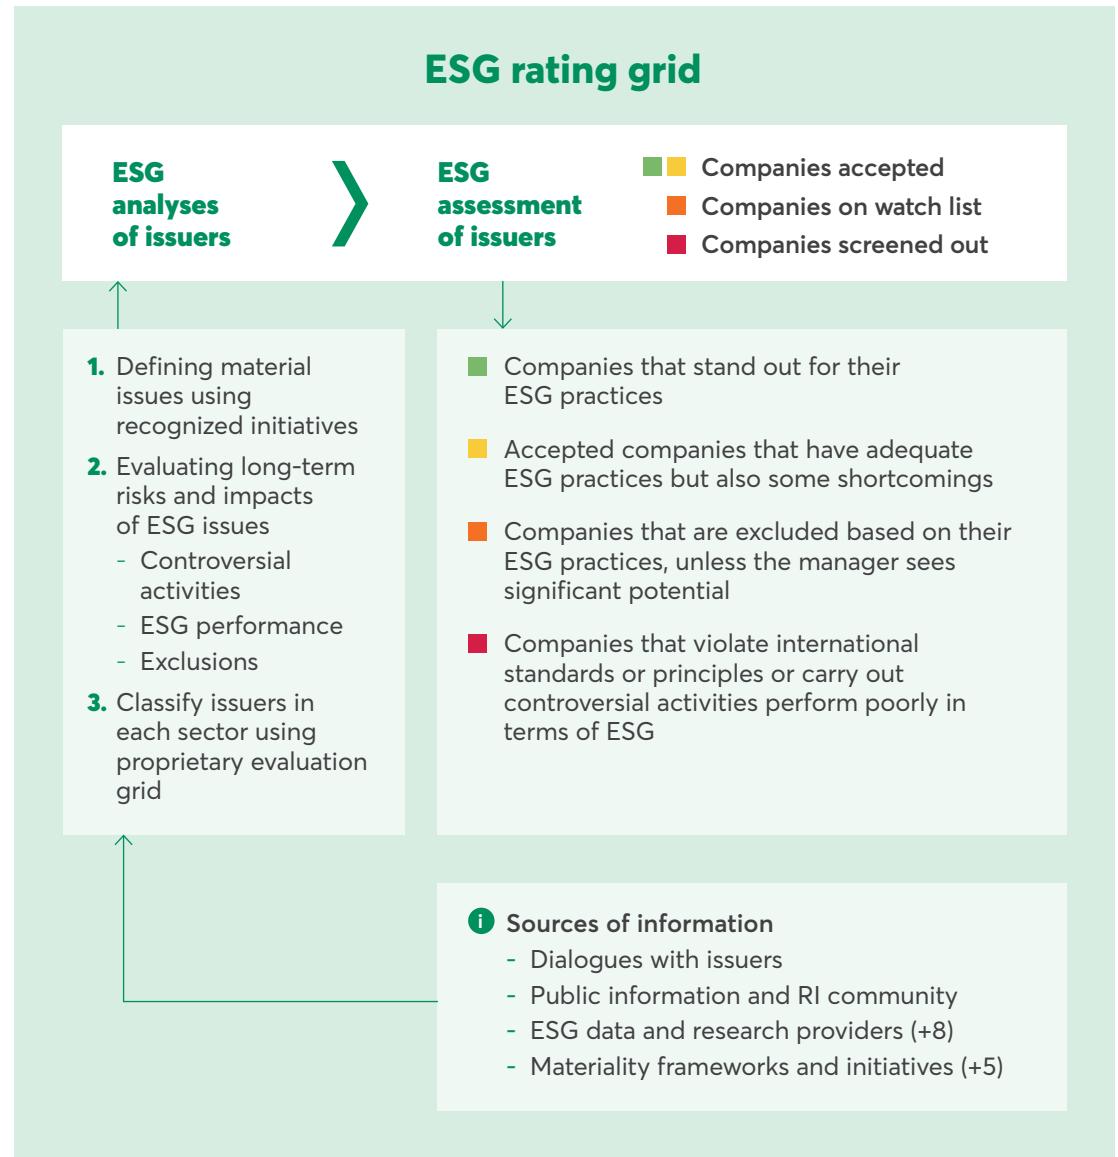 ESG rating grid
ESG
analyses
of issuers
ESG
assessment
of issuers
Companies accepted
Companies on watch list
Companies screened out
1. Defining material
issues using
recognized initiatives
2. Evaluating long-term
risks and impacts
of ESG issues
- Controversial
activities
- ESG performance
- Exclusions
3. Classify issuers in
each sector using
proprietary evaluation
grid
Companies that stand out for their
ESG practices
Accepted companies that have adequate
ESG practices but also some shortcomings
Companies that are excluded based on their
ESG practices, unless the manager sees
significant potential
Companies that violate international
standards or principles or carry out
controversial activities perform poorly in
terms of ESG
i Sources of information
- Dialogues with issuers
- Public information and RI community
- ESG data and research providers (+8)
- Materiality frameworks and initiatives (+5)